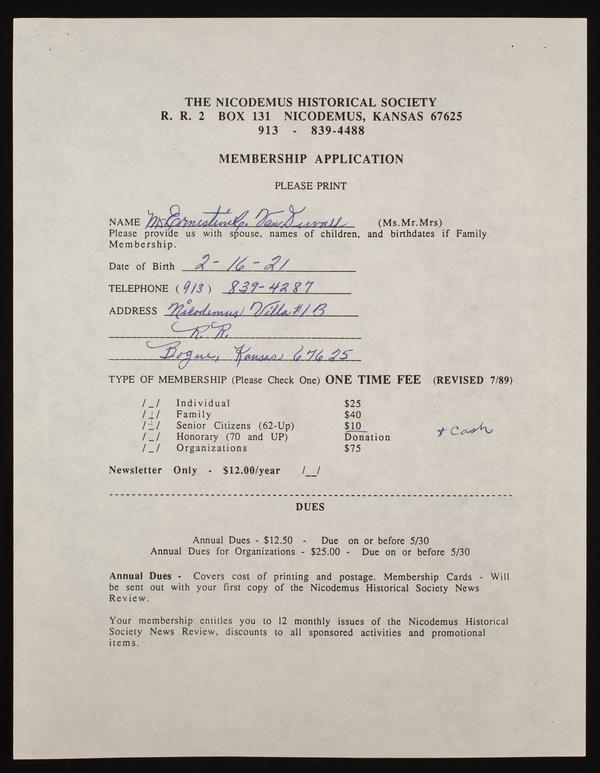 THE NICODEMUS HISTORICAL SOCIETY
R. R. 2 BOX 131 NICODEMUS, KANSAS 67625
913 - 839-4488
MEMBERSHIP APPLICATION
PLEASE PRINT
NAME Ms Ernestine Van Duvall (Ms.Mr.Mrs)
Please provide us with spouse, names of children, and birthdates if Family
Membership.
Date of Birth 2-16-21
TELEPHONE (913) 839-4287
ADDRESS Nicodemus Villa #1B
R. R.
Bogue, Kansas 67625
TYPE OF MEMBERSHIP (Please Check One) ONE TIME FEE (REVISED 7/89)
/_/ Individual $25
/_/ Family $40
/_/ Senior Citizens (62-Up) $10
/_/ Honorary (70 and UP) Donation
/_/ Organizations $75
Cash
Newsletter Only - $12.00/year /__/
DUES
Annual Dues - $12.50 - Due on or before 5/30
Annual Dues for Organizations - $25.00 - Due on or before 5/30
Annual Dues - Covers cost of printing and postage. Membership Cards - Will
be sent out with your first copy of the Nicodemus Historical Society News
Review.
Your membership entitles you to 12 monthly issues of the Nicodemus Historical
Society News Review, discounts to all sponsored activities and promotional
items.